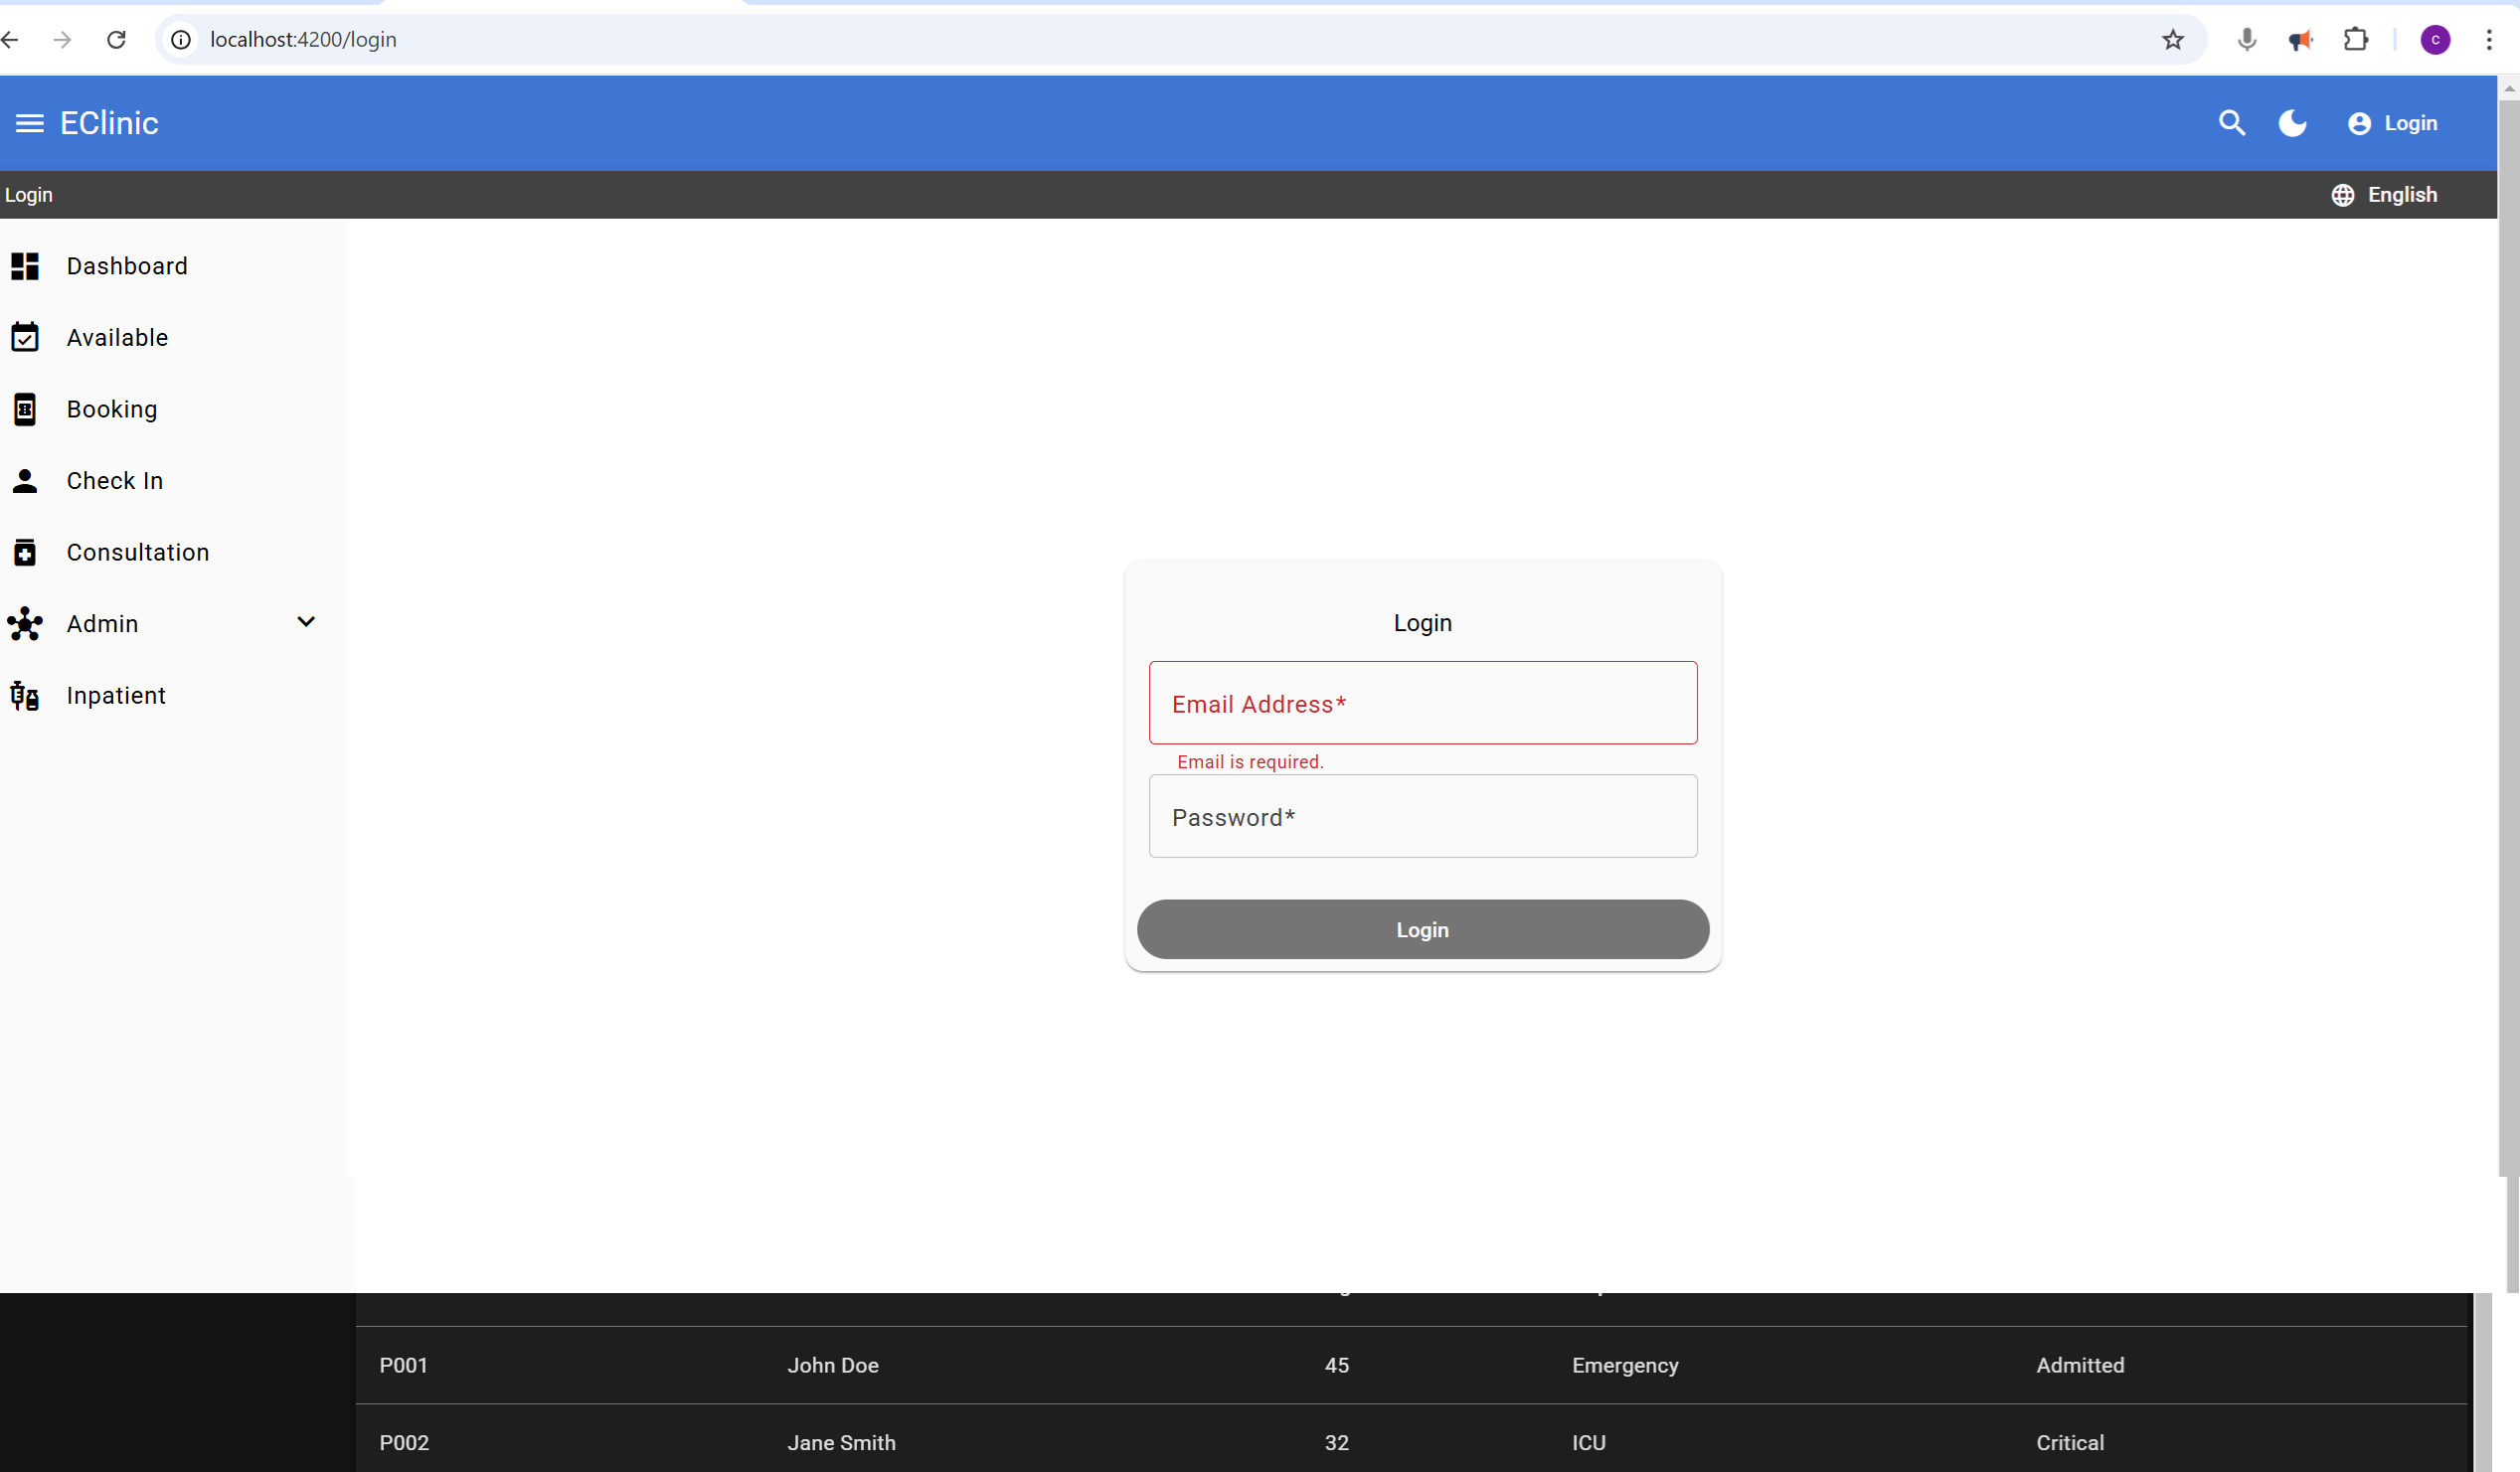 localhost:4200/login
C
EClinic
Login
Login
English
Dashboard
Available
Booking
Check In
Consultation
Admin
Inpatient
Login
Email Address*
Email is required.
Password*
Login
P001 John Doe 45 Emergency Admitted
P002 Jane Smith 32 ICU Critical